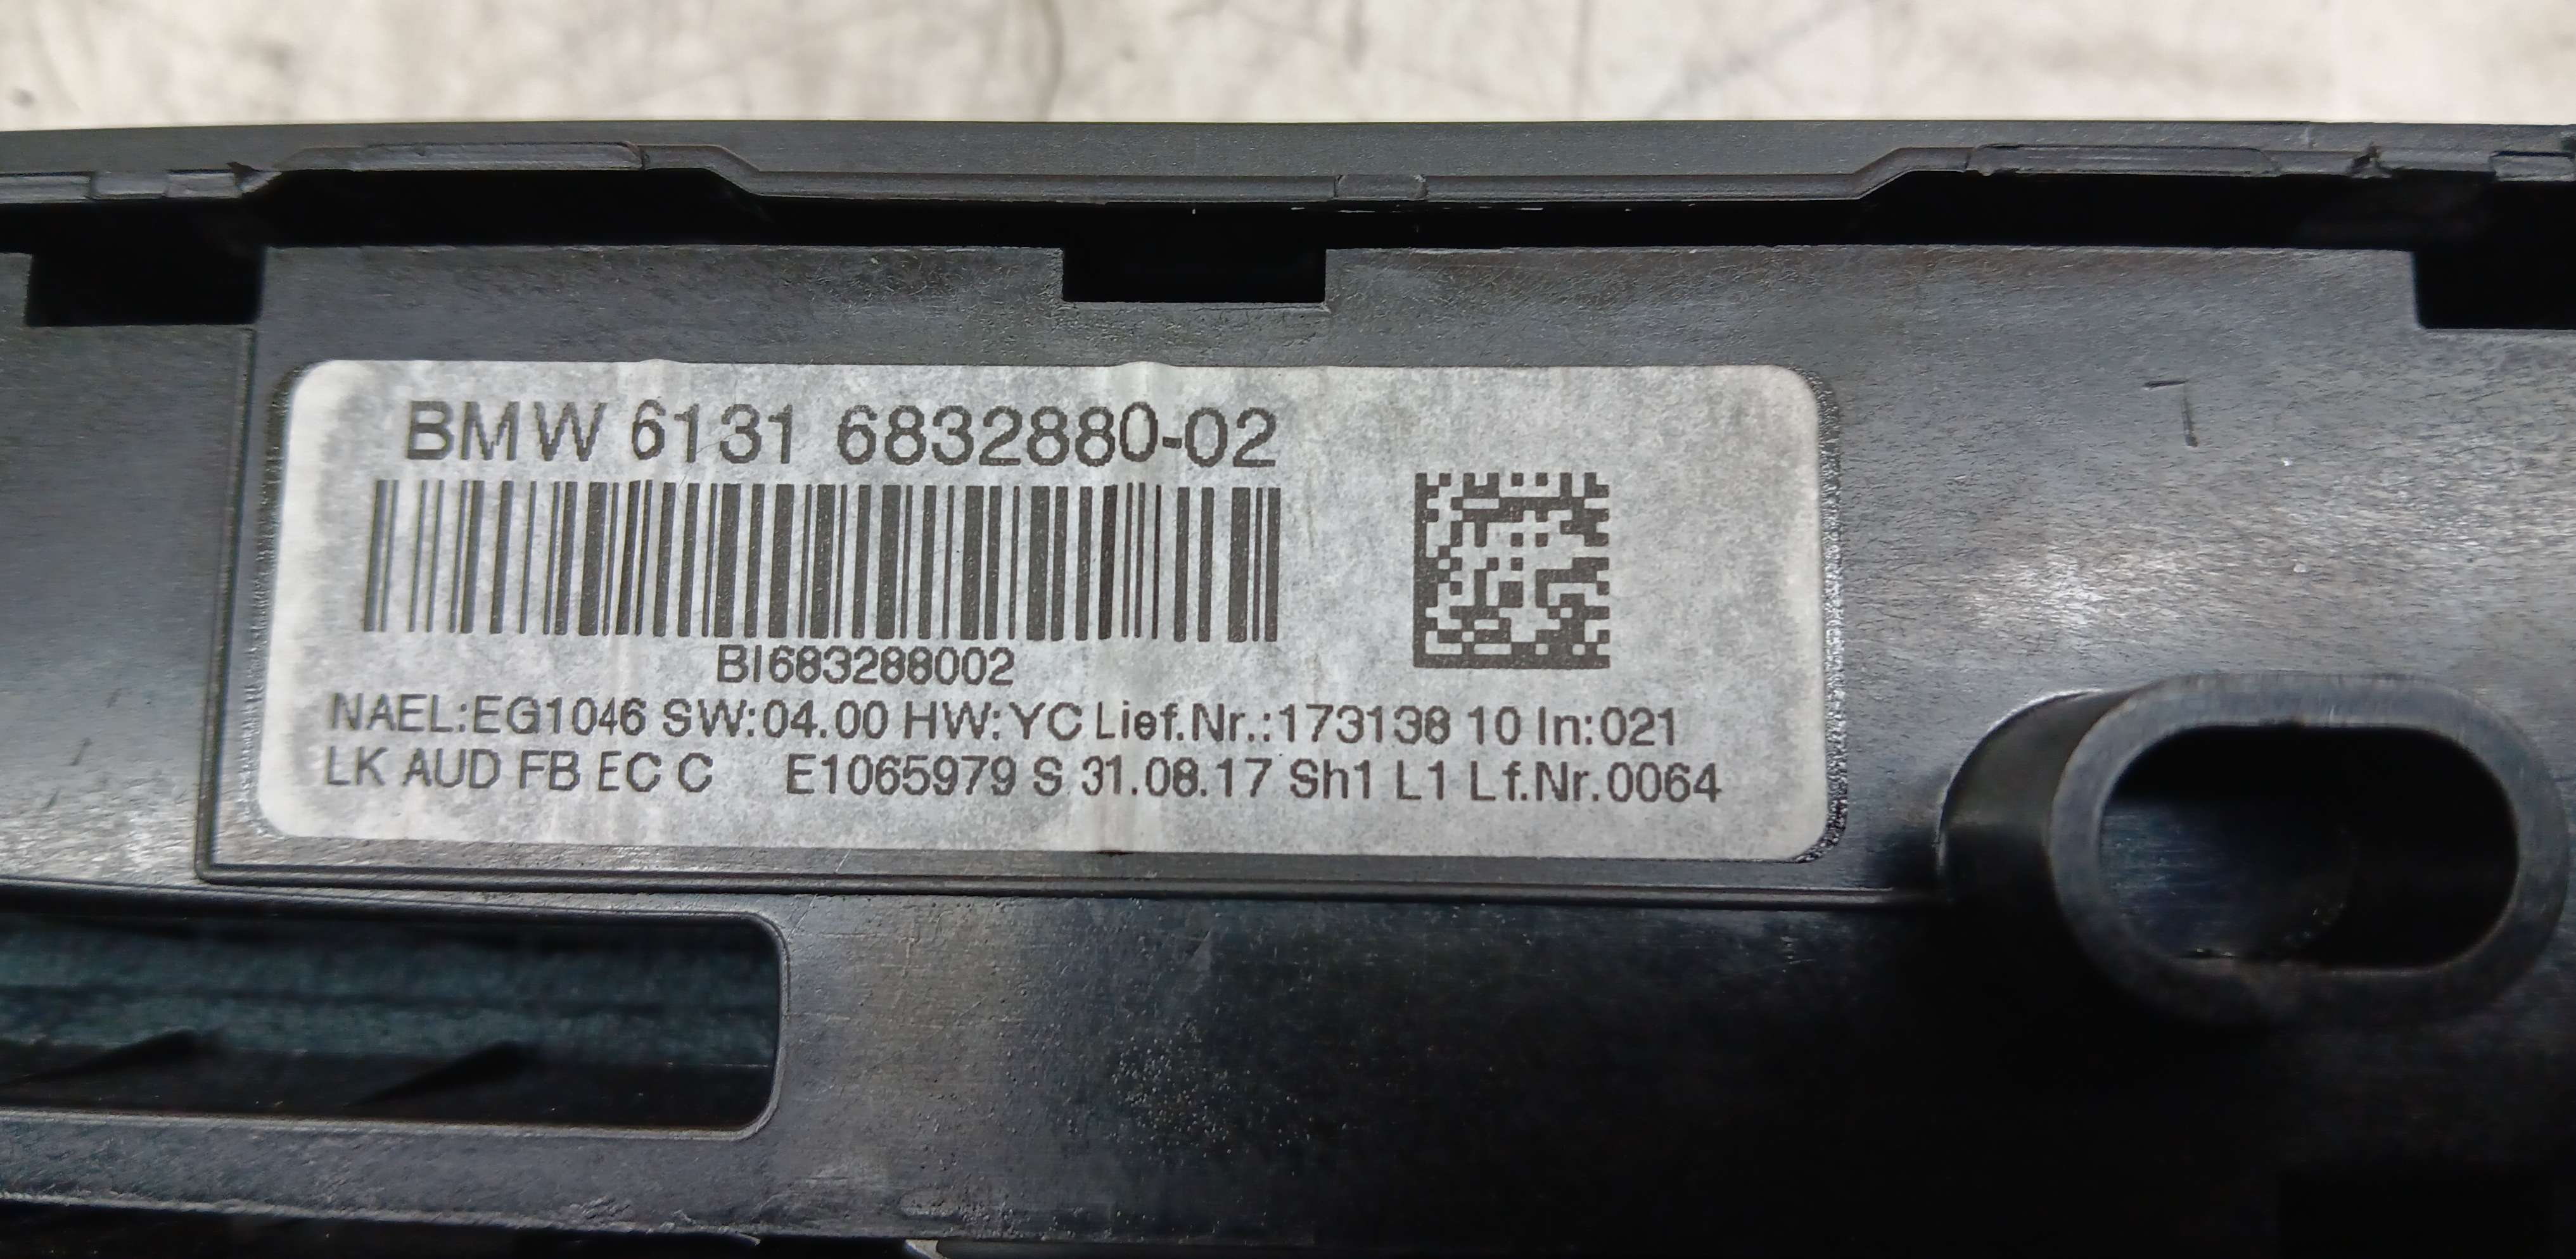 BMW 6131 6832880-02
BI683288002
NAEL:EG1046 SW:04.00 HW:YC Lief.Nr.:173138 10 In:021
LK AUD FB EC C E1065979 S 31.08.17 Sh1 L1 Lf.Nr.0064